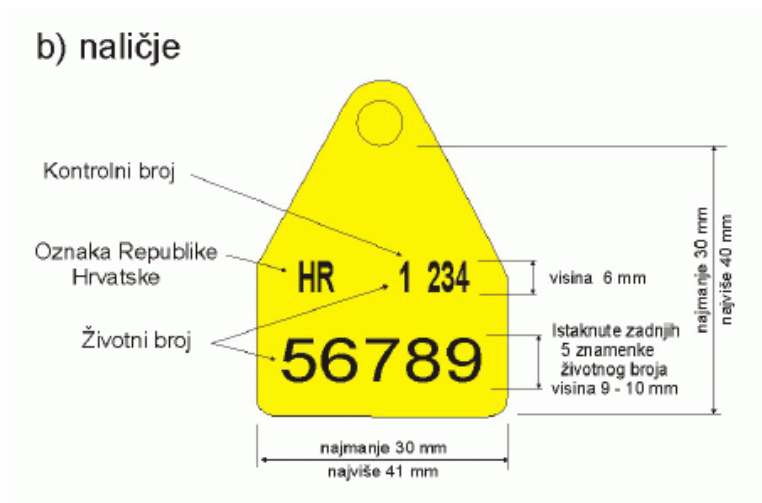 b) naličje
Kontrolni broj
Oznaka Republike
Hrvatske
HR 1 234
visina 6 mm
Životni broj
56789
Istaknute zadnjih
5 znamenke
životnog broja
visina 9 - 10 mm
najmanje 30 mm
najviše 40 mm
najmanje 30 mm
najviše 41 mm